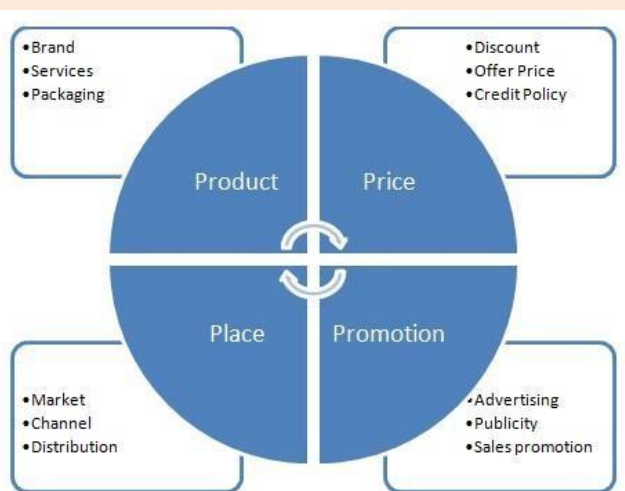 •Brand
•Services
•Packaging
•Discount
•Offer Price
•Credit Policy
Product
Price
Place
Promotion
•Market
•Channel
•Distribution
•Advertising
•Publicity
•Sales promotion